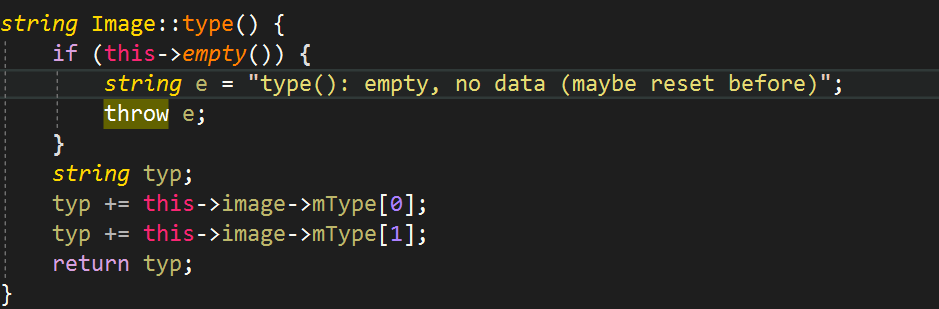 string Image::type() {
    if (this->empty()) {
        string e = "type(): empty, no data (maybe reset before)";
        throw e;
    }
    string typ;
    typ += this->image->mType[0];
    typ += this->image->mType[1];
    return typ;
}